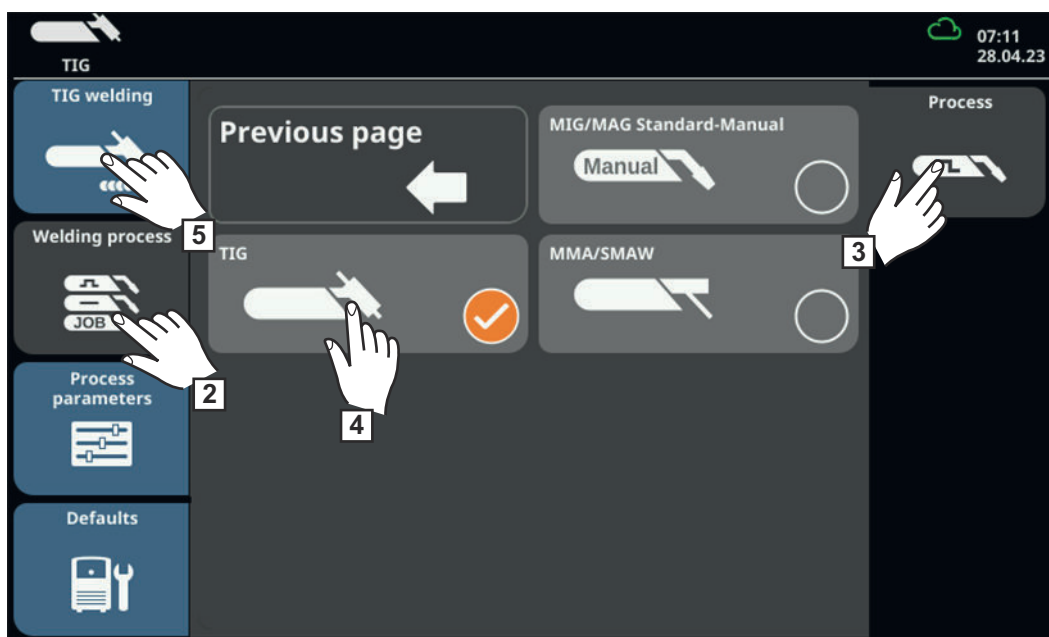 TIG
07:11
28.04.23
TIG welding
5
Welding process
JOB
2
Process
parameters
Defaults
Previous page
MIG/MAG Standard-Manual
Manual
TIG
4
MMA/SMAW
Process
3